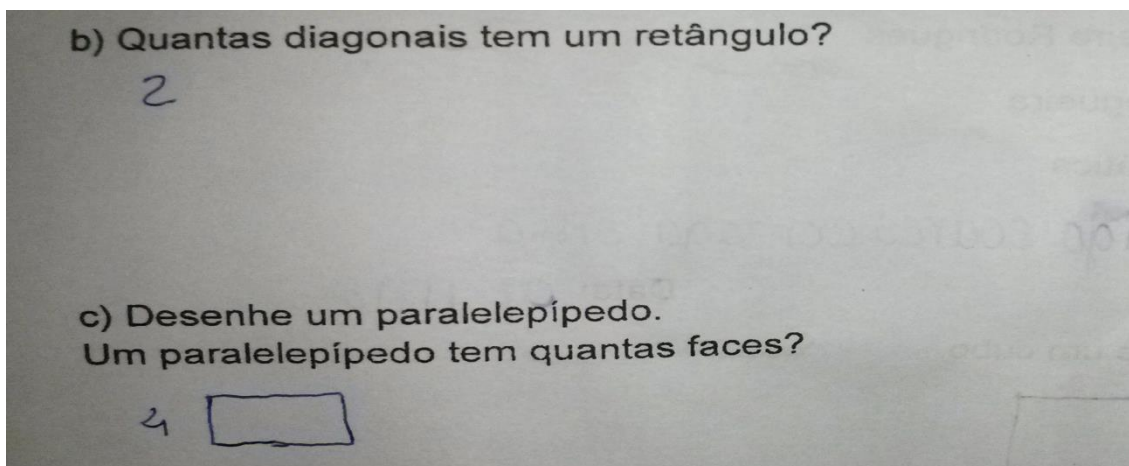 b) Quantas diagonais tem um retângulo?
2
c) Desenhe um paralelepípedo.
Um paralelepípedo tem quantas faces?
4